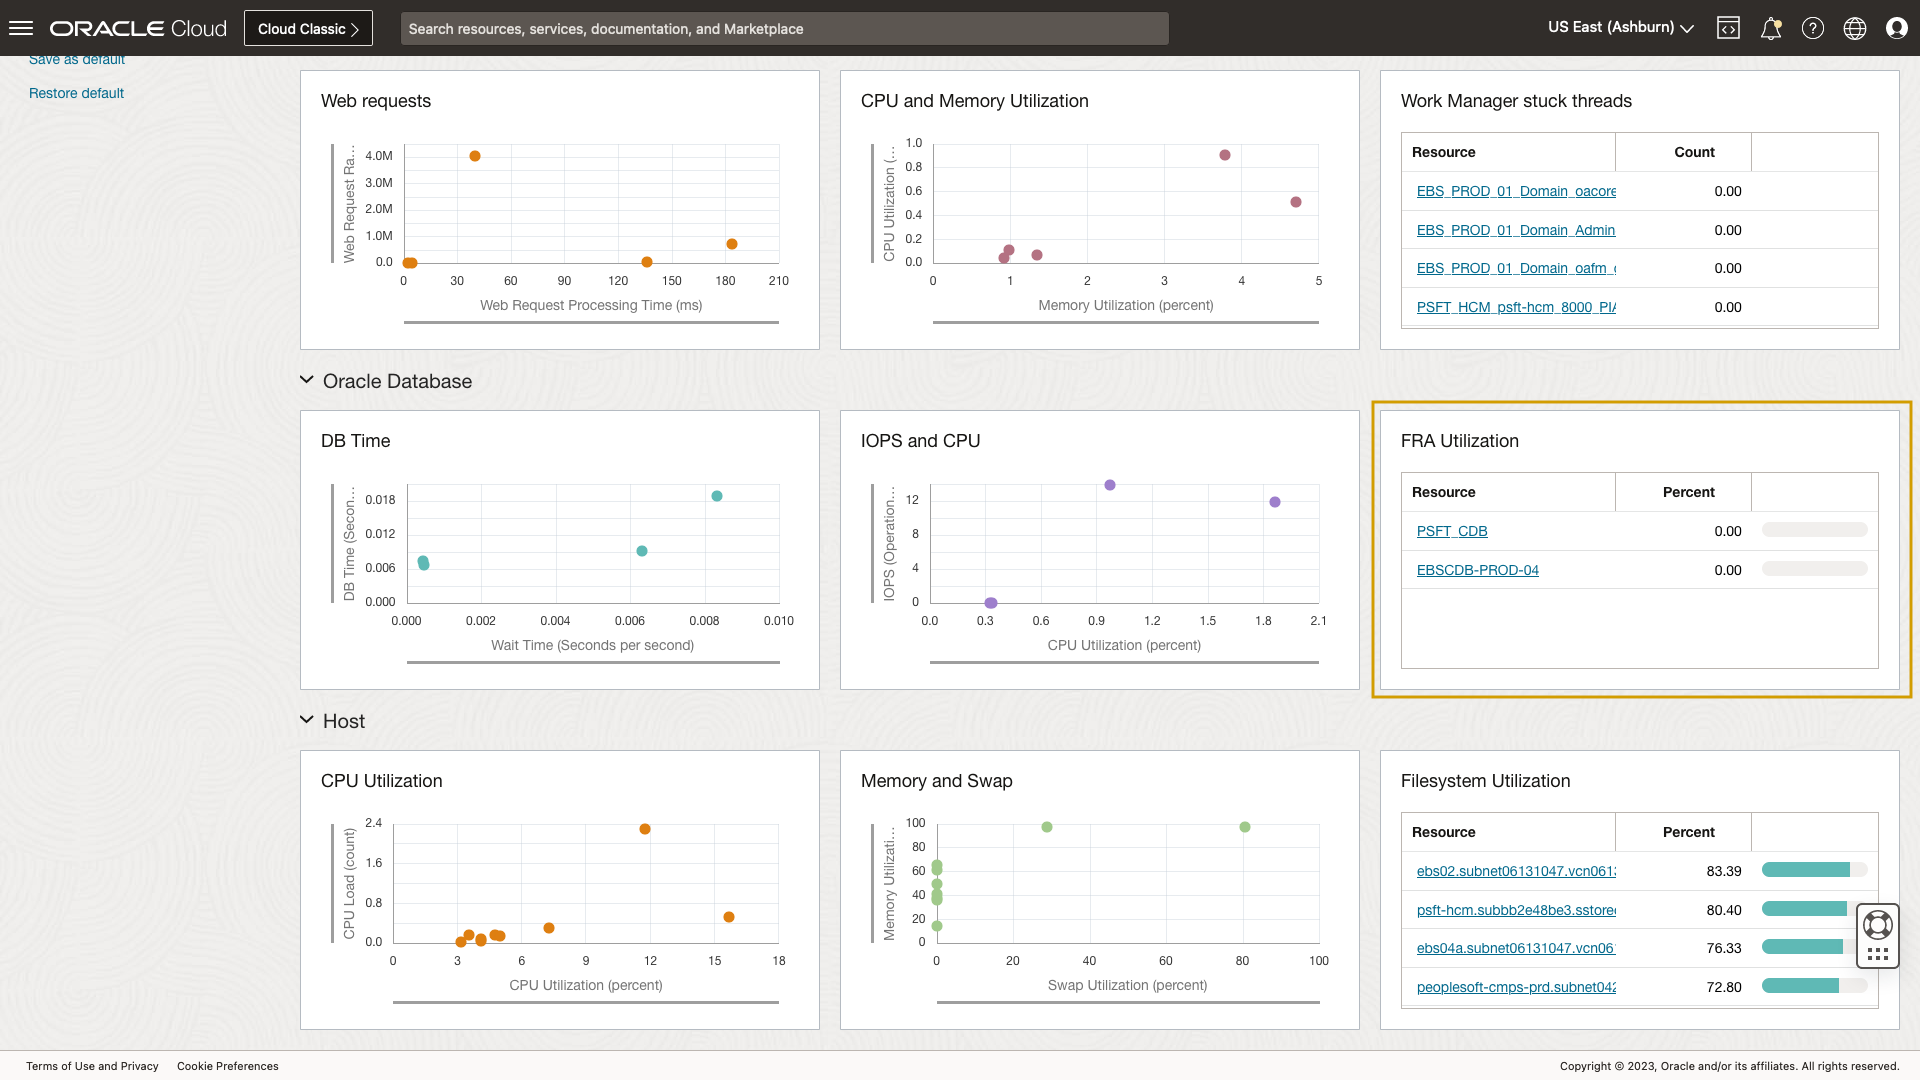 ORACLE Cloud
Cloud Classic
Search resources, services, documentation, and Marketplace
US East (Ashburn)
Save as default
Restore default
Web requests
Web Request Ra...
4.0M
3.0M
2.0M
1.0M
0.0
0 30 60 90 120 150 180 210
Web Request Processing Time (ms)
CPU and Memory Utilization
CPU Utilization (...
1.0
0.8
0.6
0.4
0.2
0.0
0 1 2 3 4 5
Memory Utilization (percent)
Work Manager stuck threads
Resource Count
EBS_PROD_01_Domain_oacore 0.00
EBS_PROD_01_Domain_Admin 0.00
EBS_PROD_01_Domain_oafm_ 0.00
PSFT_HCM_psft-hcm_8000_PIA 0.00
Oracle Database
DB Time
DB Time (Secon...
0.018
0.012
0.006
0.000
0.000 0.002 0.004 0.006 0.008 0.010
Wait Time (Seconds per second)
IOPS and CPU
IOPS (Operation...
12
8
4
0
0.0 0.3 0.6 0.9 1.2 1.5 1.8 2.1
CPU Utilization (percent)
FRA Utilization
Resource Percent
PSFT_CDB 0.00
EBSCDB-PROD-04 0.00
Host
CPU Utilization
CPU Load (count)
2.4
1.6
0.8
0.0
0 3 6 9 12 15 18
CPU Utilization (percent)
Memory and Swap
Memory Utilizati...
100
80
60
40
20
0
0 20 40 60 80 100
Swap Utilization (percent)
Filesystem Utilization
Resource Percent
ebs02.subnet06131047.vcn061 83.39
psft-hcm.subbb2e48be3.sstore 80.40
ebs04a.subnet06131047.vcn06 76.33
peoplesoft-cmps-prd.subnet042 72.80
Terms of Use and Privacy Cookie Preferences
Copyright © 2023, Oracle and/or its affiliates. All rights reserved.